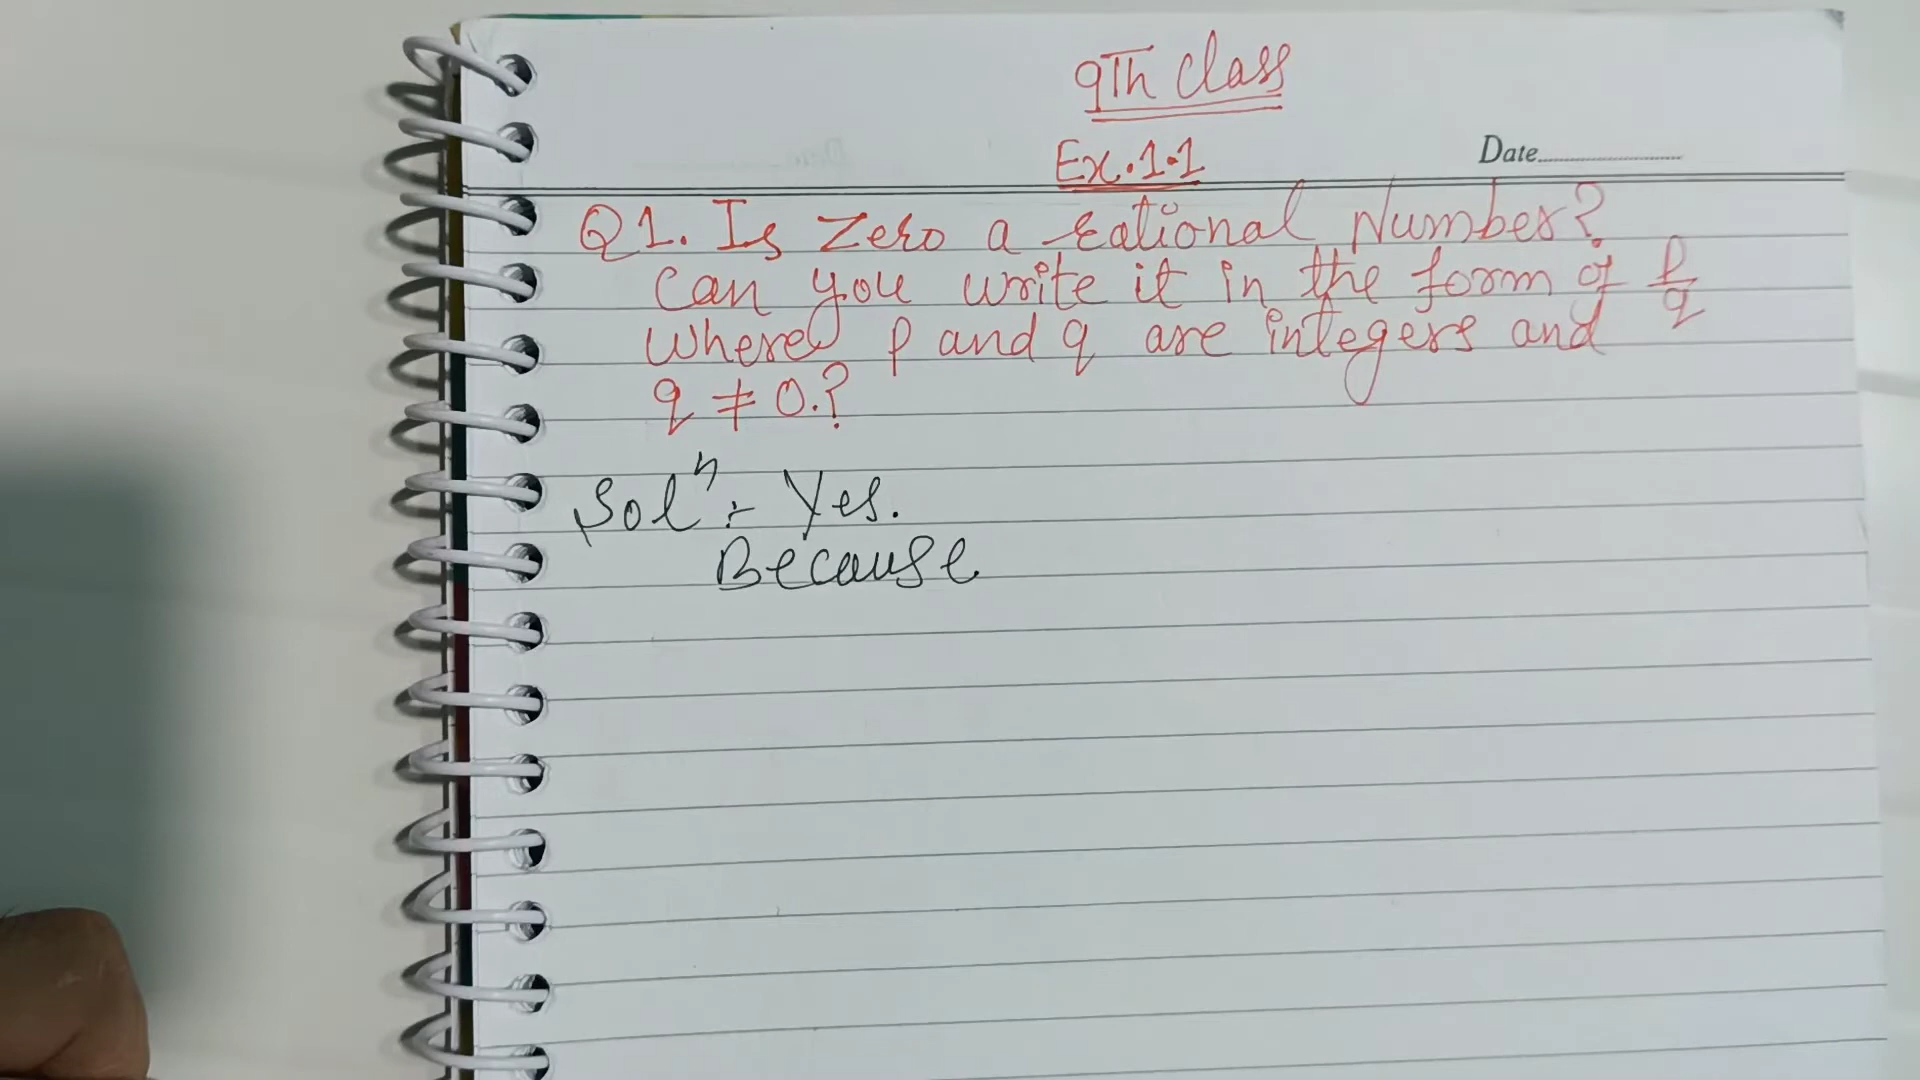 9Th class
Ex.1.1
Date
Q1. Is Zero a rational Number?
Can you write it in the form of p/q
Where p and q are integers and
q ≠ 0.?
Solⁿ:- Yes.
Because